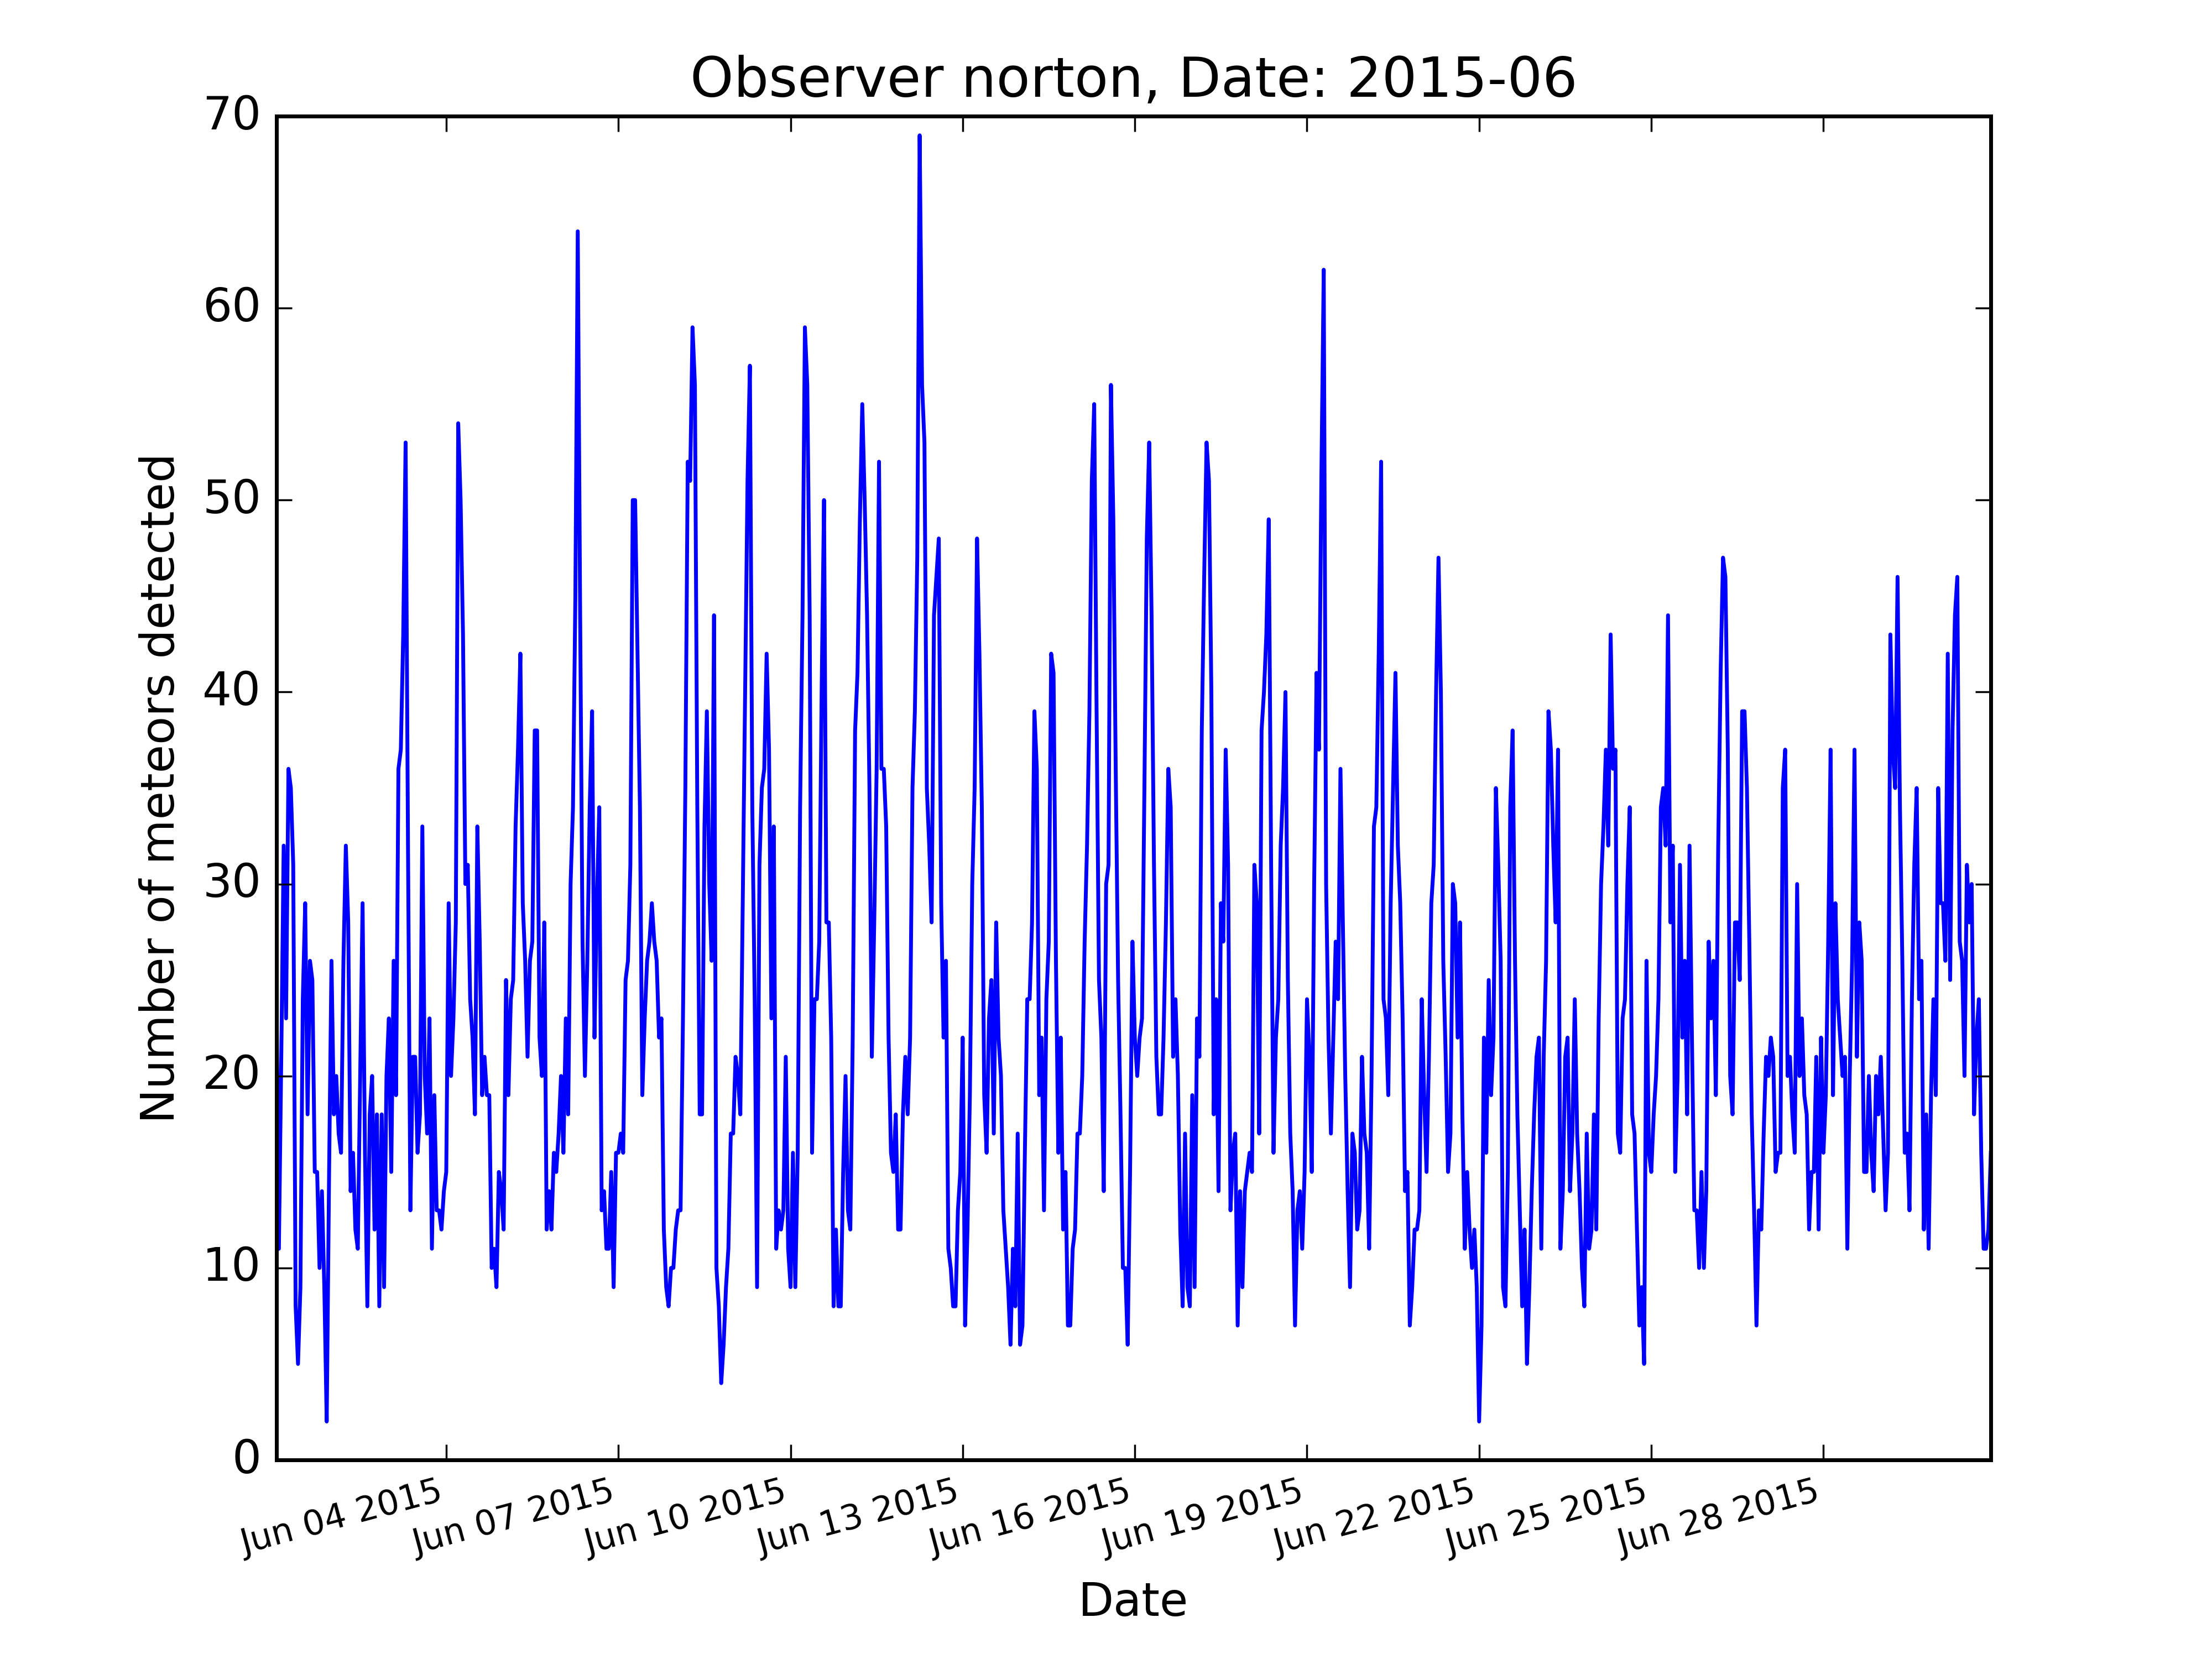 Observer norton, Date: 2015-06
70
60
50
40
30
20
10
0
Number of meteors detected
Jun 04 2015
Jun 07 2015
Jun 10 2015
Jun 13 2015
Jun 16 2015
Jun 19 2015
Jun 22 2015
Jun 25 2015
Jun 28 2015
Date